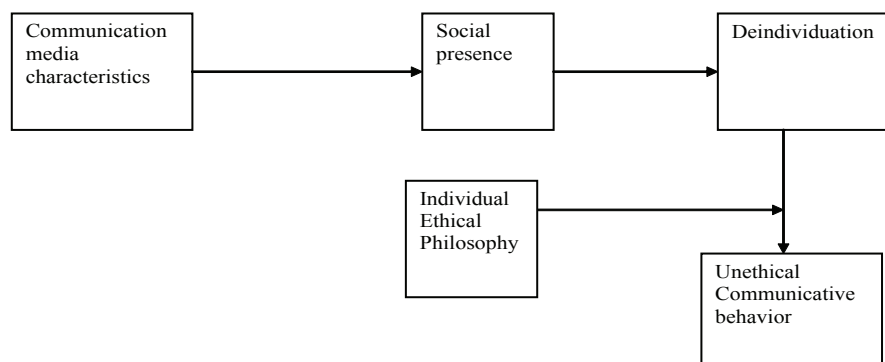 Communication
media
characteristics
Social
presence
Deindividuation
Individual
Ethical
Philosophy
Unethical
Communicative
behavior